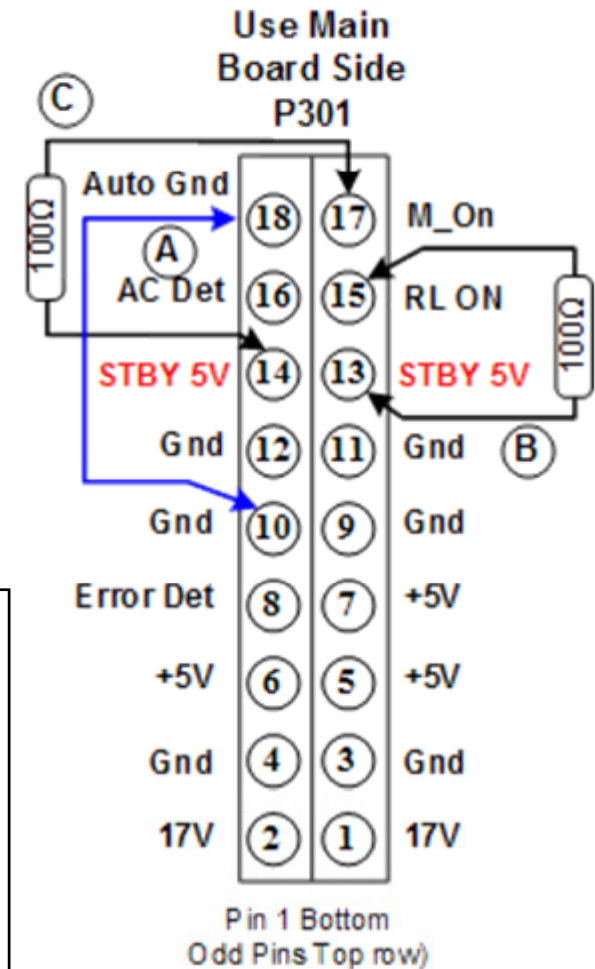 Use Main
Board Side
P301
C
Auto Gnd 18 17 M_On
A
100Ω
AC Det 16 15 RL ON
100Ω
STBY 5V 14 13 STBY 5V
Gnd 12 11 Gnd B
Gnd 10 9 Gnd
Error Det 8 7 +5V
+5V 6 5 +5V
Gnd 4 3 Gnd
17V 2 1 17V
Pin 1 Bottom
Odd Pins Top row)